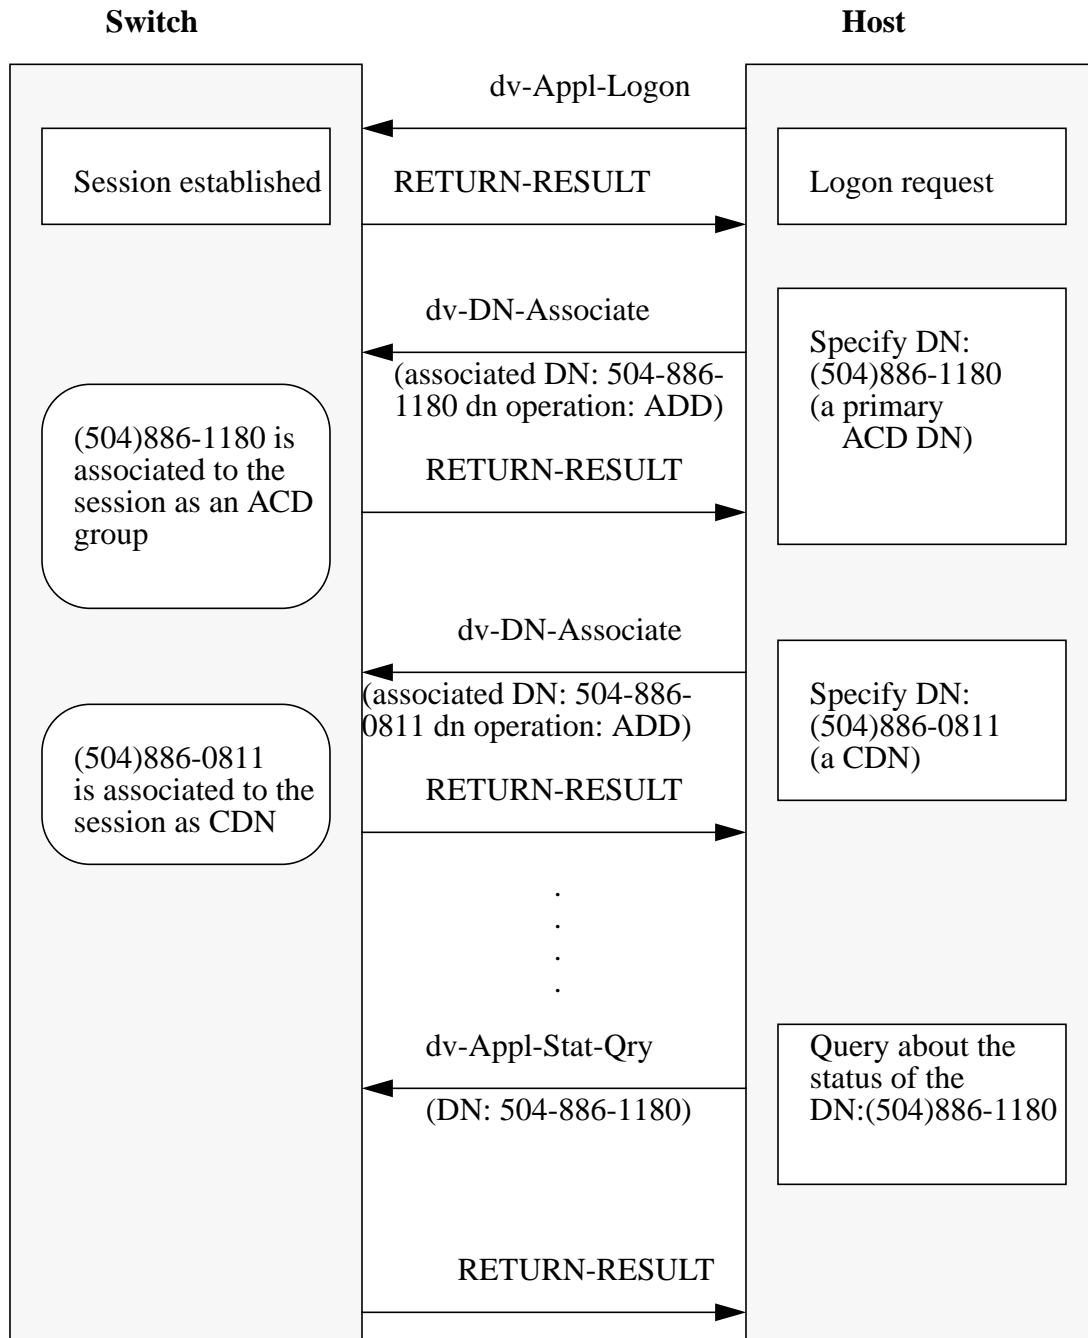 Switch
Host
dv-Appl-Logon
Session established
RETURN-RESULT
Logon request
dv-DN-Associate
(associated DN: 504-886-
1180 dn operation: ADD)
Specify DN:
(504)886-1180
(a primary
ACD DN)
(504)886-1180 is
associated to the
session as an ACD
group
RETURN-RESULT
dv-DN-Associate
(associated DN: 504-886-
0811 dn operation: ADD)
Specify DN:
(504)886-0811
(a CDN)
(504)886-0811
is associated to the
session as CDN
RETURN-RESULT
.
.
.
.
dv-Appl-Stat-Qry
(DN: 504-886-1180)
Query about the
status of the
DN:(504)886-1180
RETURN-RESULT